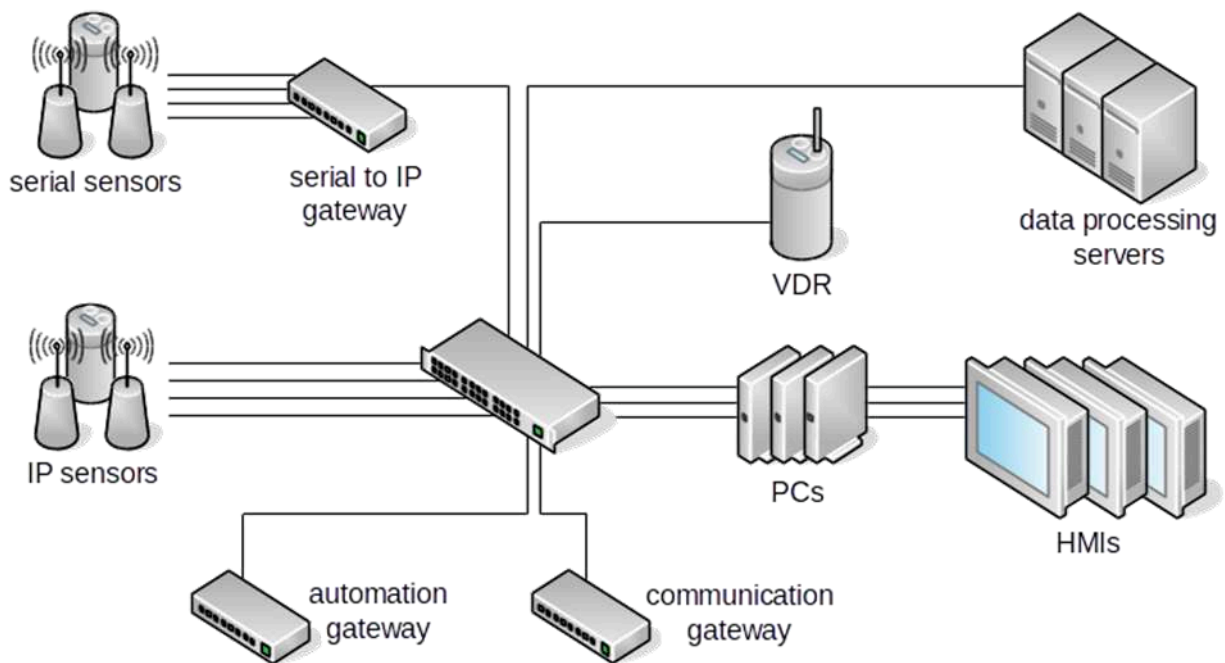 serial sensors
serial to IP
gateway
VDR
data processing
servers
IP sensors
PCs
HMIs
automation
gateway
communication
gateway